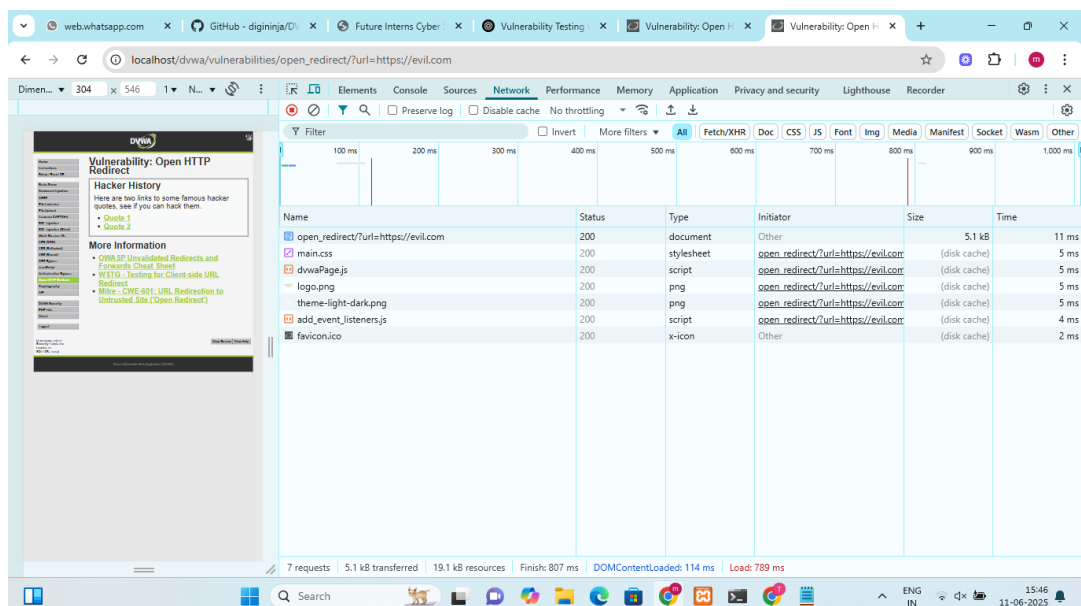 web.whatsapp.com
GitHub - digininja/DV
Future Interns Cyber
Vulnerability Testing
Vulnerability: Open H
Vulnerability: Open H
localhost/dvwa/vulnerabilities/open_redirect/?url=https://evil.com
m
Dimen... 304 × 546 1 N...
Elements Console Sources Network Performance Memory Application Privacy and security Lighthouse Recorder
Preserve log Disable cache No throttling
Filter Invert More filters All Fetch/XHR Doc CSS JS Font Img Media Manifest Socket Wasm Other
100 ms 200 ms 300 ms 400 ms 500 ms 600 ms 700 ms 800 ms 900 ms 1,000 ms
Name Status Type Initiator Size Time
open_redirect/?url=https://evil.com 200 document Other 5.1 kB 11 ms
main.css 200 stylesheet open_redirect/?url=https://evil.com (disk cache) 5 ms
dvwaPage.js 200 script open_redirect/?url=https://evil.com (disk cache) 5 ms
logo.png 200 png open_redirect/?url=https://evil.com (disk cache) 5 ms
theme-light-dark.png 200 png open_redirect/?url=https://evil.com (disk cache) 5 ms
add_event_listeners.js 200 script open_redirect/?url=https://evil.com (disk cache) 4 ms
favicon.ico 200 x-icon Other (disk cache) 2 ms
7 requests 5.1 kB transferred 19.1 kB resources Finish: 807 ms DOMContentLoaded: 114 ms Load: 789 ms
DVWA
Vulnerability: Open HTTP
Redirect
Hacker History
Here are two links to some famous hacker
quotes, see if you can hack them.
Quote 1
Quote 2
More Information
OWASP Unvalidated Redirects and
Forwards Cheat Sheet
WSTG - Testing for Client-side URL
Redirect
Mitre - CWE-601: URL Redirection to
Untrusted Site ('Open Redirect')
View Source View Help
Search
ENG
IN
15:46
11-06-2025